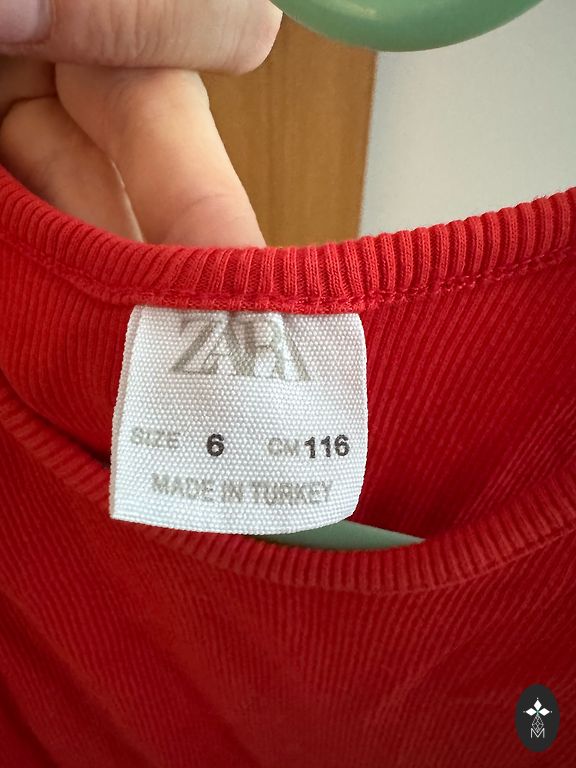 ZARA
SIZE 6 CM 116
MADE IN TURKEY
M